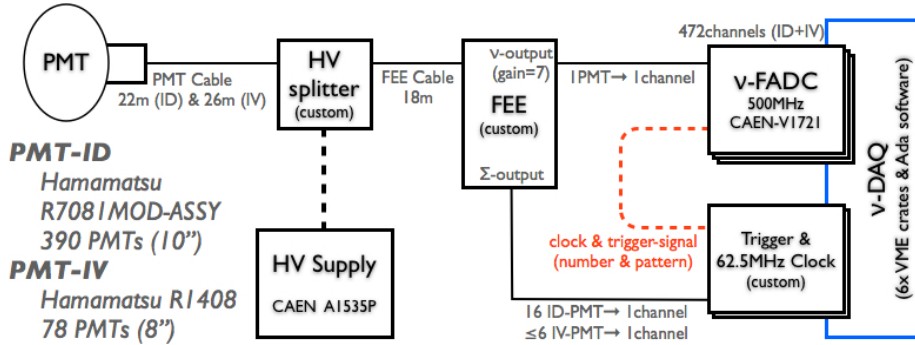 PMT
PMT Cable
22m (ID) & 26m (IV)
HV
splitter
(custom)
FEE Cable
18m
ν-output
(gain=7)
FEE
(custom)
Σ-output
1PMT→ 1channel
472channels (ID+IV)
ν-FADC
500MHz
CAEN-V1721
ν-DAQ
(6x VME crates & Ada software)
PMT-ID
Hamamatsu
R7081MOD-ASSY
390 PMTs (10”)
PMT-IV
Hamamatsu R1408
78 PMTs (8”)
HV Supply
CAEN A1535P
clock & trigger-signal
(number & pattern)
Trigger &
62.5MHz Clock
(custom)
16 ID-PMT→ 1channel
≤6 IV-PMT→ 1channel